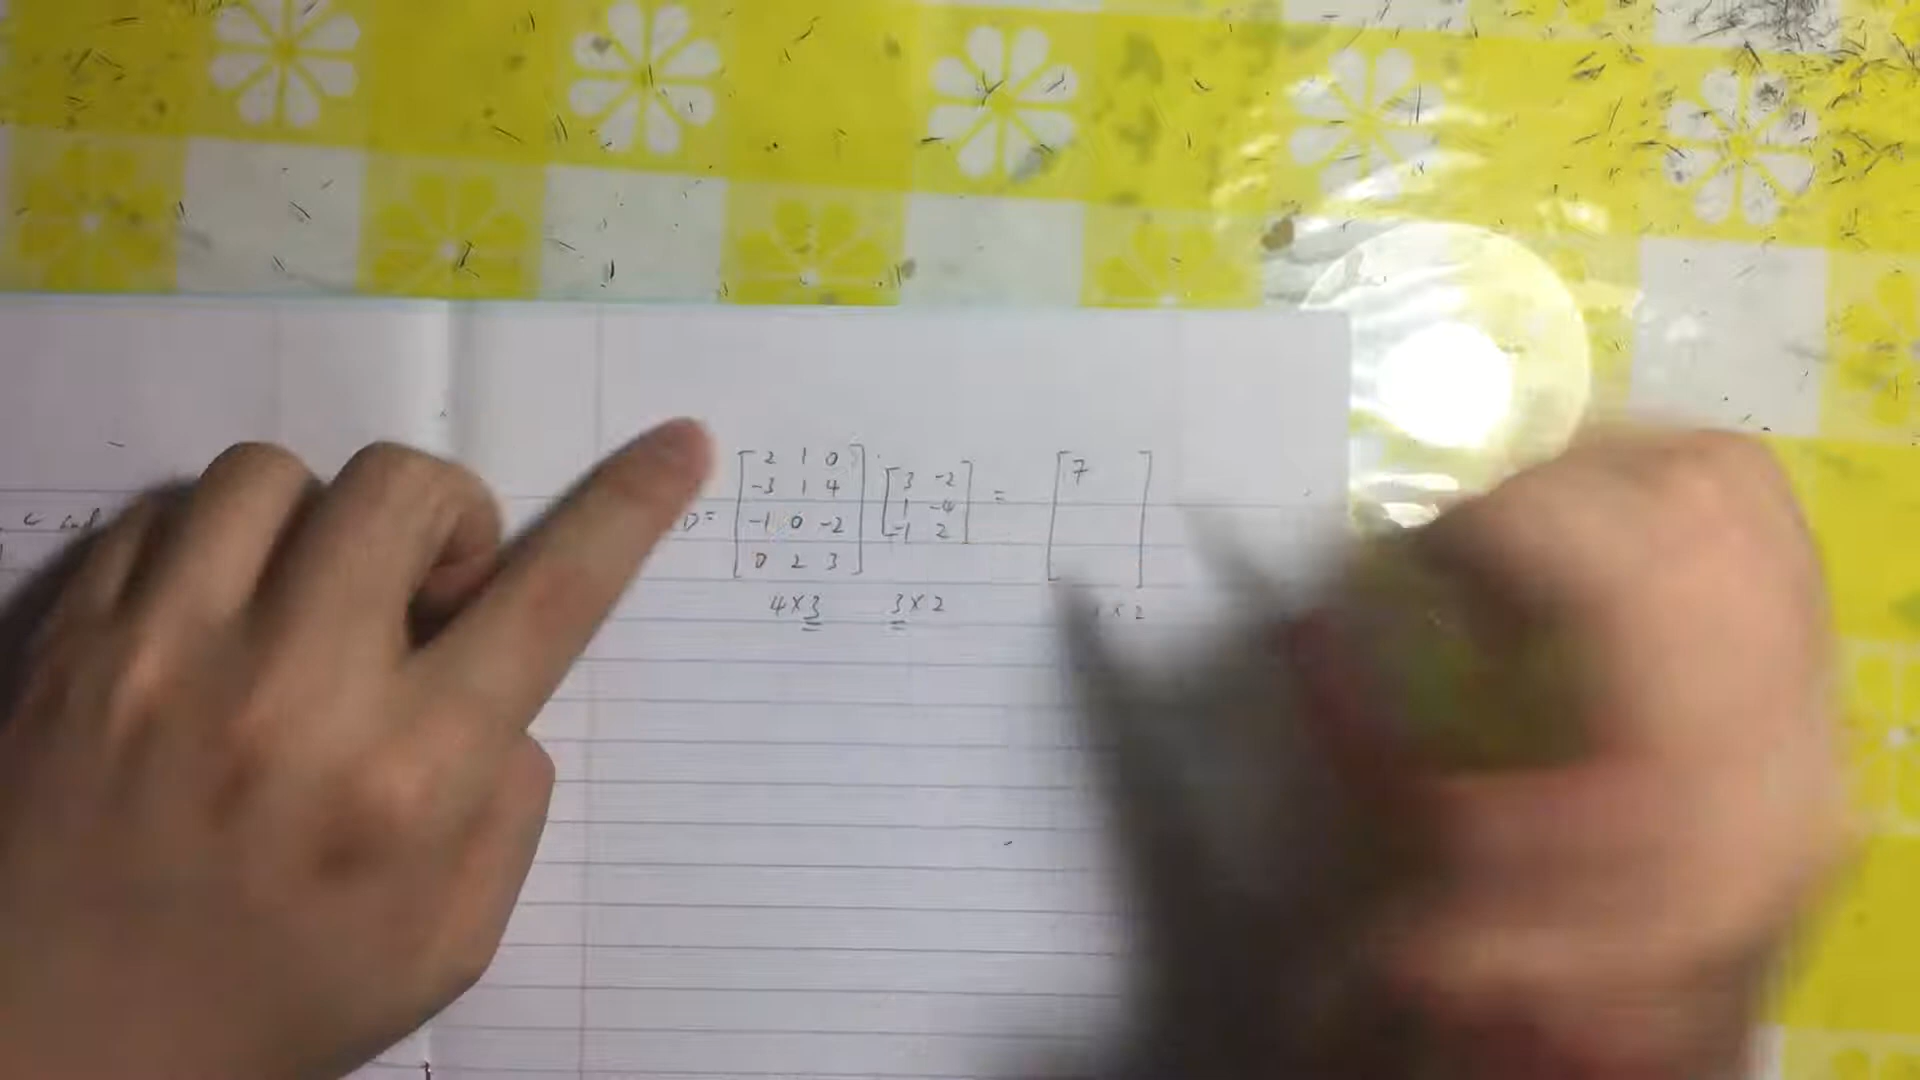 D = [2 1 0] [3 -2] = [7
-3 1 4 1 -4
-1 0 -2 -1 2
0 2 3
4 × 3 3 × 2 × 2